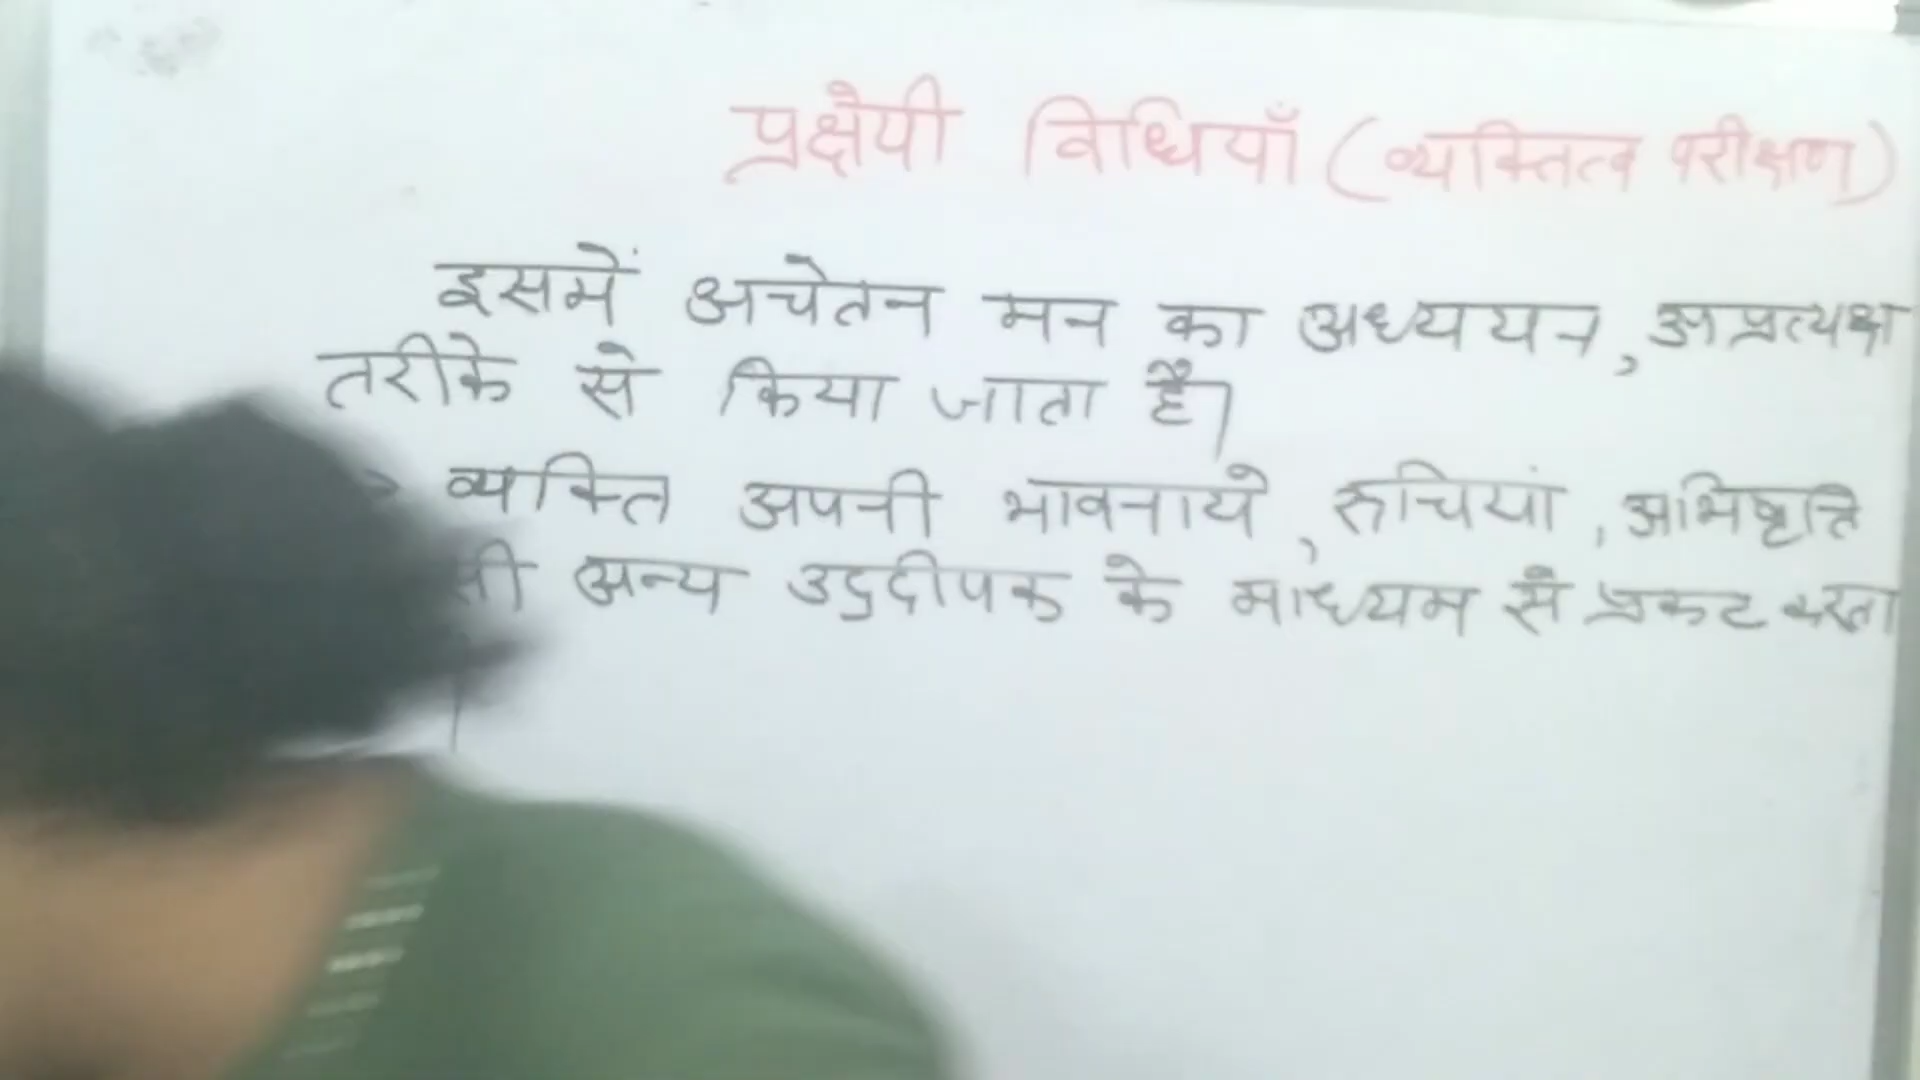 प्रक्षेपी विधियाँ (व्यक्तित्व परीक्षण)
इसमें अचेतन मन का अध्ययन, अप्रत्यक्ष
तरीके से किया जाता है।
व्यक्ति अपनी भावनाये, रुचियां, अभिवृत्ति
अन्य उद्दीपक के माध्यम से प्रकट करता